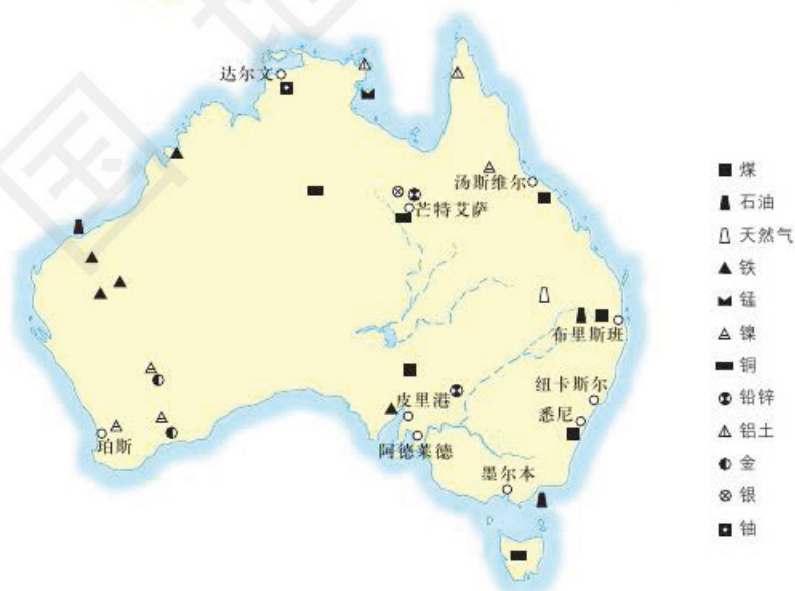 达尔文
汤斯维尔
芒特艾萨
布里斯班
纽卡斯尔
皮里港
悉尼
珀斯
阿德莱德
墨尔本
煤
石油
天然气
铁
锰
镍
铜
铅锌
铝土
金
银
铀
国地